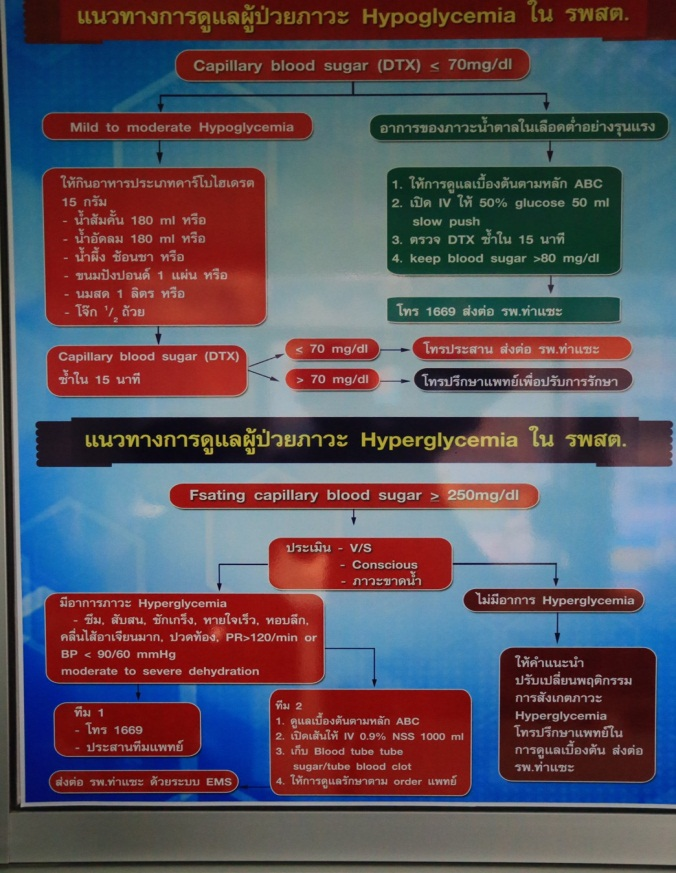 แนวทางการดูแลผู้ป่วยภาวะ Hypoglycemia ใน รพสต.
Capillary blood sugar (DTX) ≤ 70mg/dl
Mild to moderate Hypoglycemia
อาการของภาวะน้ำตาลในเลือดต่ำอย่างรุนแรง
ให้กินอาหารประเภทคาร์โบไฮเดรต
15 กรัม
- น้ำส้มคั้น 180 ml หรือ
- น้ำอัดลม 180 ml หรือ
- น้ำผึ้ง ช้อนชา หรือ
- ขนมปังปอนด์ 1 แผ่น หรือ
- นมสด 1 ลิตร หรือ
- โจ๊ก 1/2 ถ้วย
1. ให้การดูแลเบื้องต้นตามหลัก ABC
2. เปิด IV ให้ 50% glucose 50 ml
slow push
3. ตรวจ DTX ซ้ำใน 15 นาที
4. keep blood sugar >80 mg/dl
โทร 1669 ส่งต่อ รพ.ท่าแซะ
Capillary blood sugar (DTX)
ซ้ำใน 15 นาที
≤ 70 mg/dl
โทรประสาน ส่งต่อ รพ.ท่าแซะ
> 70 mg/dl
โทรปรึกษาแพทย์เพื่อปรับการรักษา
แนวทางการดูแลผู้ป่วยภาวะ Hyperglycemia ใน รพสต.
Fsating capillary blood sugar ≥ 250mg/dl
ประเมิน - V/S
- Conscious
- ภาวะขาดน้ำ
มีอาการภาวะ Hyperglycemia
- ซึม, สับสน, ชักเกร็ง, หายใจเร็ว, หอบลึก,
คลื่นไส้อาเจียนมาก, ปวดท้อง, PR>120/min or
BP < 90/60 mmHg
moderate to severe dehydration
ไม่มีอาการ Hyperglycemia
ให้คำแนะนำ
ปรับเปลี่ยนพฤติกรรม
การสังเกตภาวะ
Hyperglycemia
โทรปรึกษาแพทย์ใน
การดูแลเบื้องต้น ส่งต่อ
รพ.ท่าแซะ
ทีม 1
- โทร 1669
- ประสานทีมแพทย์
ทีม 2
1. ดูแลเบื้องต้นตามหลัก ABC
2. เปิดเส้นให้ IV 0.9% NSS 1000 ml
3. เก็บ Blood tube tube
sugar/tube blood clot
4. ให้การดูแลรักษาตาม order แพทย์
ส่งต่อ รพ.ท่าแซะ ด้วยระบบ EMS